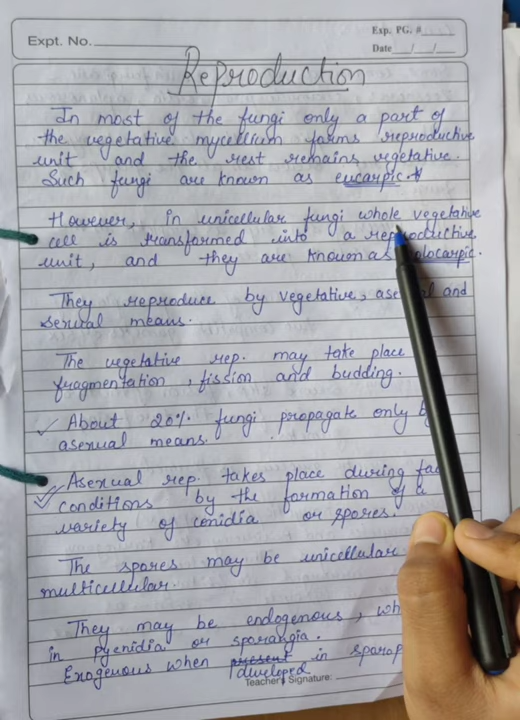 Expt. No.
Exp. PG. #
Date __/__/__
Reproduction
In most of the fungi only a part of
the vegetative mycellium forms reproductive
unit and the rest remains vegetative.
Such fungi are known as eucarpic.
However, in unicellular fungi whole vegetative
cell is transformed into a reproductive
unit, and they are known as holocarpic.
They reproduce by vegetative, asexual and
sexual means.
The vegetative rep. may take place
fragmentation, fission and budding.
About 20% fungi propagate only by
asexual means.
Asexual rep. takes place during
conditions by the formation of a
variety of conidia or spores.
The spores may be unicellular
multicellular.
They may be endogenous,
in pycnidia or sporangia.
Exogenous when present developed in
Teacher's Signature: